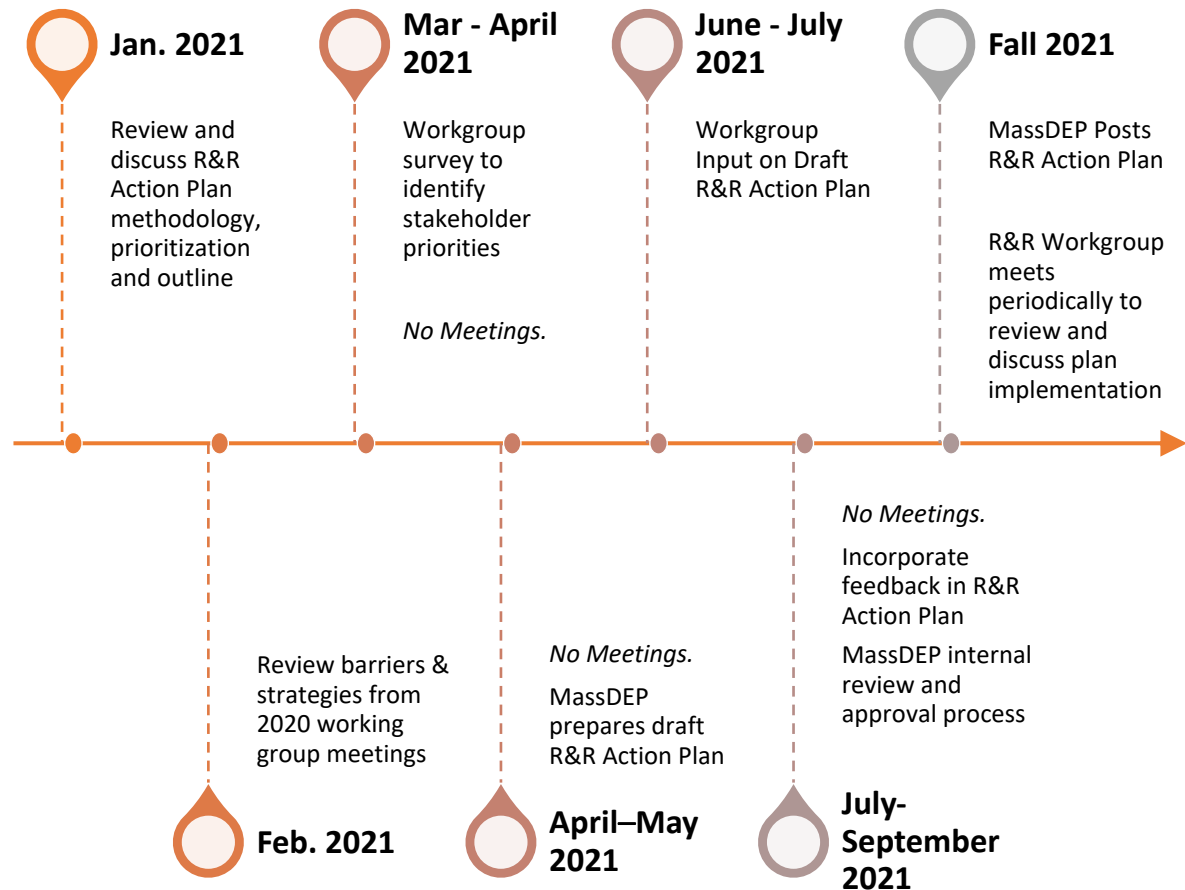 Jan. 2021
Review and
discuss R&R
Action Plan
methodology,
prioritization
and outline
Feb. 2021
Review barriers &
strategies from
2020 working
group meetings
Mar - April
2021
Workgroup
survey to
identify
stakeholder
priorities
No Meetings.
April–May
2021
No Meetings.
MassDEP
prepares draft
R&R Action Plan
June - July
2021
Workgroup
Input on Draft
R&R Action Plan
July-
September
2021
No Meetings.
Incorporate
feedback in R&R
Action Plan
MassDEP internal
review and
approval process
Fall 2021
MassDEP Posts
R&R Action Plan
R&R Workgroup
meets
periodically to
review and
discuss plan
implementation